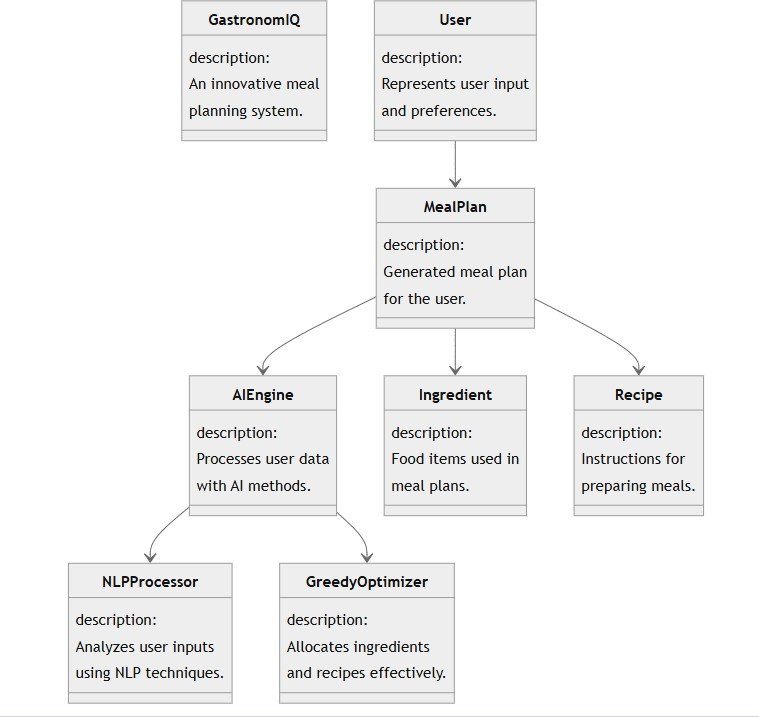 GastronomIQ
description:
An innovative meal
planning system.
User
description:
Represents user input
and preferences.
MealPlan
description:
Generated meal plan
for the user.
AIEngine
description:
Processes user data
with AI methods.
Ingredient
description:
Food items used in
meal plans.
Recipe
description:
Instructions for
preparing meals.
NLPProcessor
description:
Analyzes user inputs
using NLP techniques.
GreedyOptimizer
description:
Allocates ingredients
and recipes effectively.